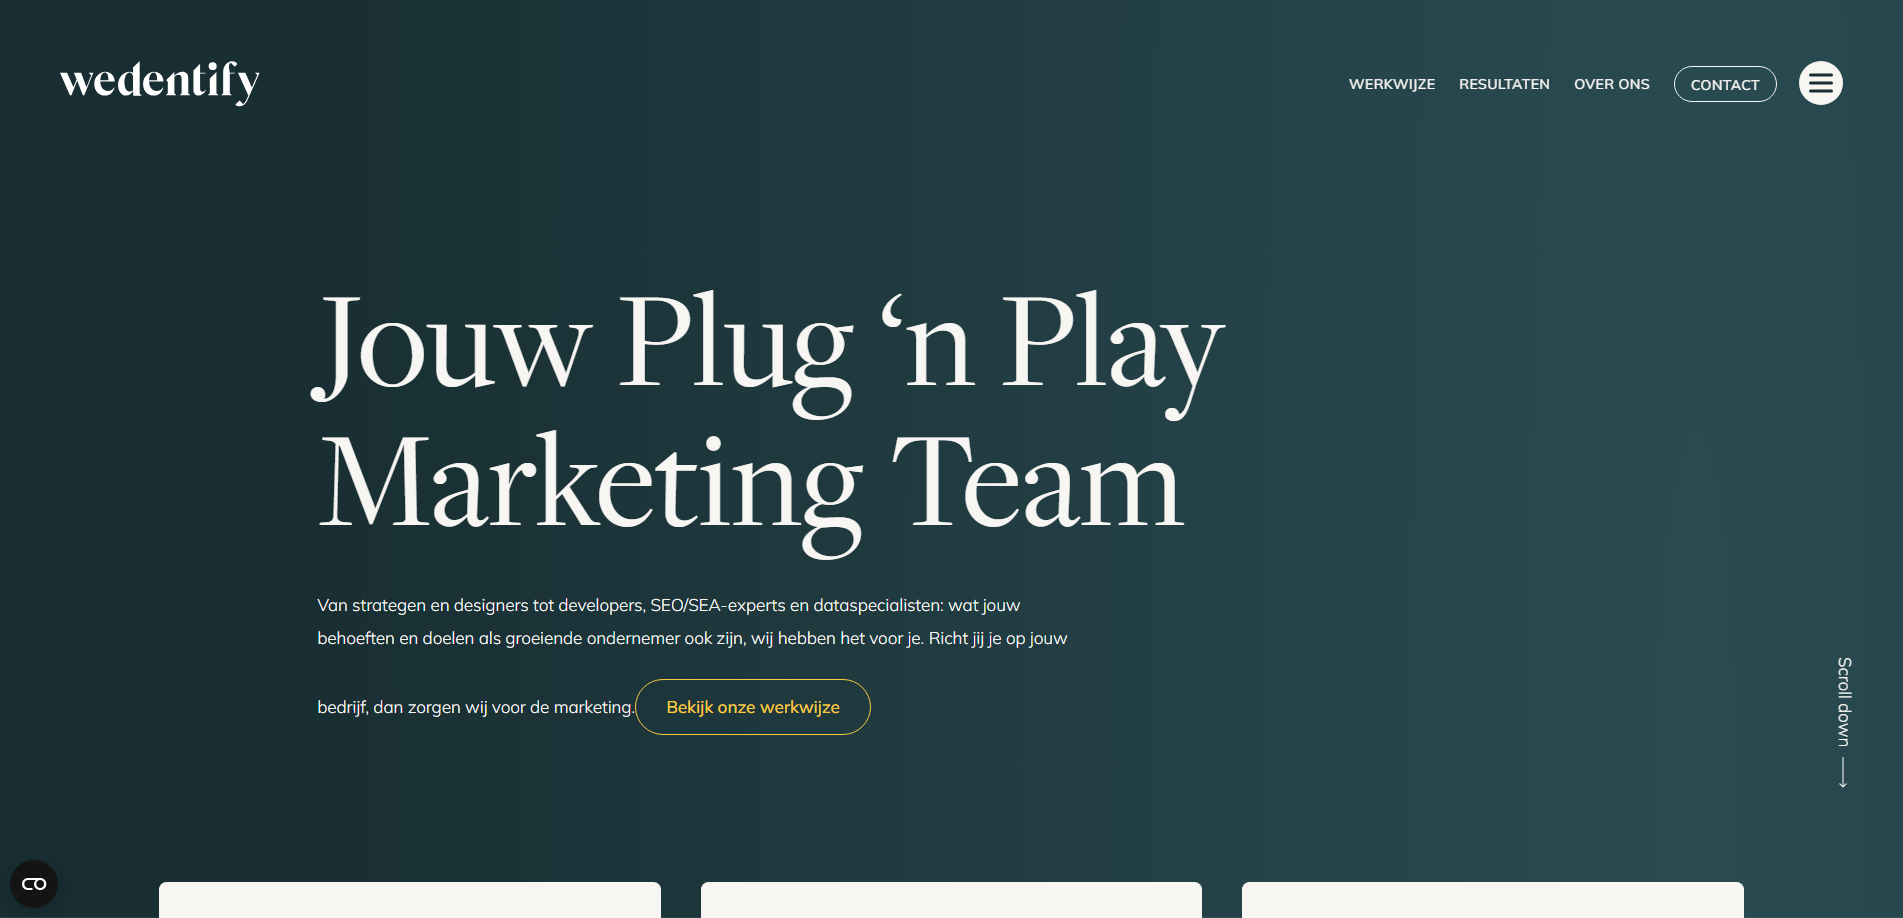 wedentify
WERKWIJZE
RESULTATEN
OVER ONS
CONTACT
Jouw Plug ‘n Play
Marketing Team
Van strategen en designers tot developers, SEO/SEA-experts en dataspecialisten: wat jouw
behoeften en doelen als groeiende ondernemer ook zijn, wij hebben het voor je. Richt jij je op jouw
bedrijf, dan zorgen wij voor de marketing.
Bekijk onze werkwijze
Scroll down